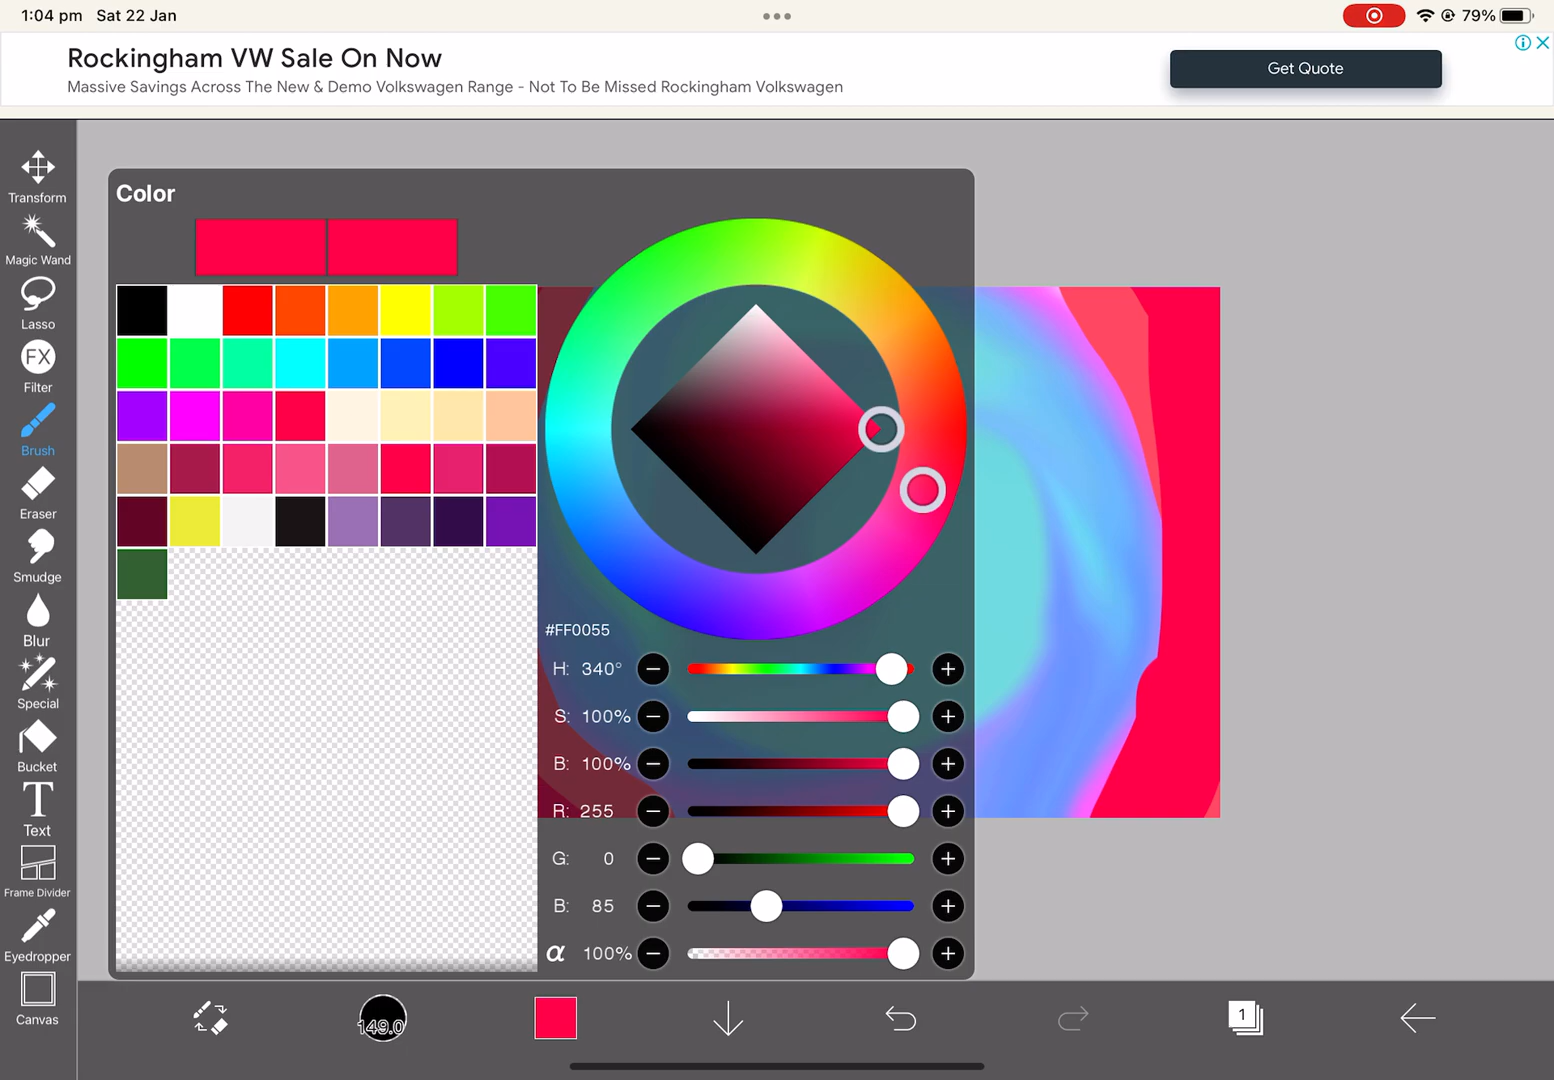 1:04 pm Sat 22 Jan
79%
Rockingham VW Sale On Now
Massive Savings Across The New & Demo Volkswagen Range - Not To Be Missed Rockingham Volkswagen
Get Quote
Transform
Magic Wand
Lasso
FX
Filter
Brush
Eraser
Smudge
Blur
Special
Bucket
T
Text
Frame Divider
Eyedropper
Canvas
Color
#FF0055
H: 340°
S: 100%
B: 100%
R: 255
G: 0
B: 85
α 100%
149.0
1